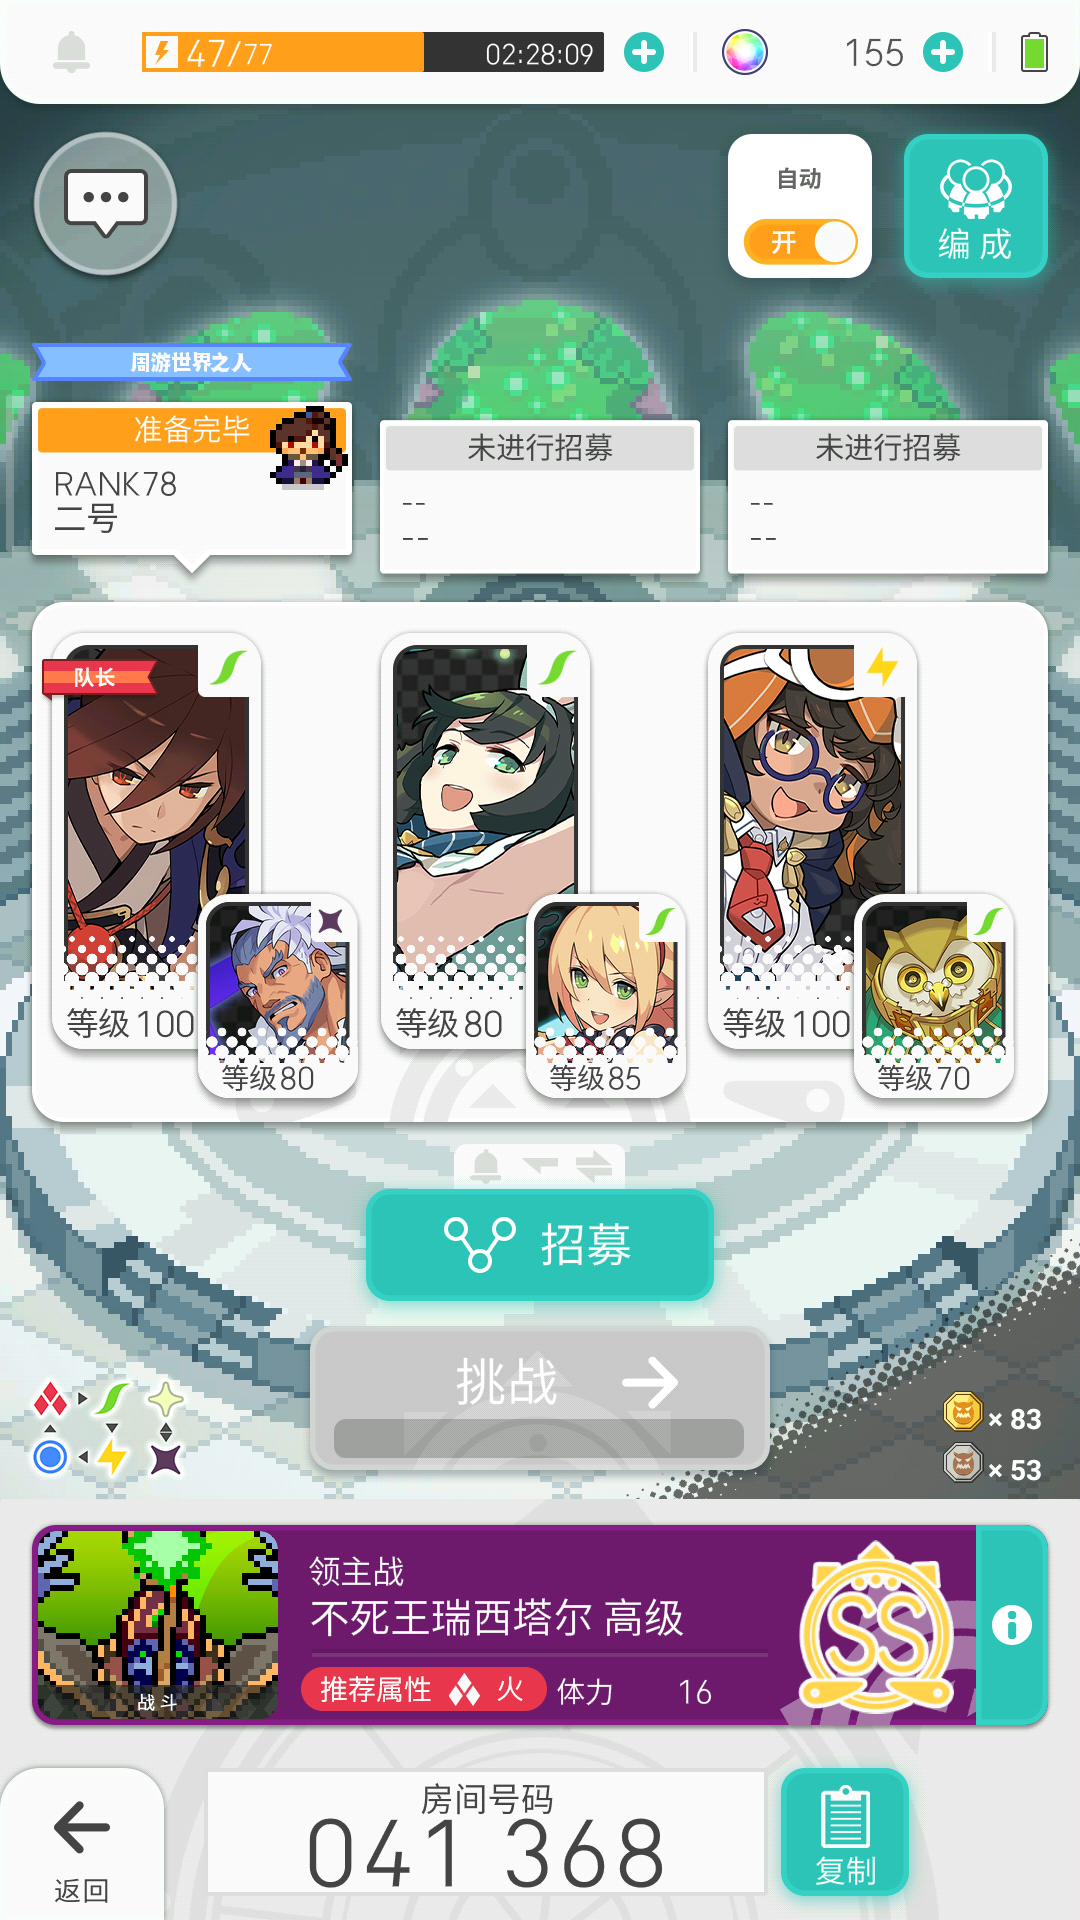 47/77
02:28:09
155
自动
开
编成
周游世界之人
准备完毕
RANK78
二号
未进行招募
--
--
未进行招募
--
--
队长
等级100
等级80
等级80
等级85
等级100
等级70
招募
挑战
× 83
× 53
领主战
不死王瑞西塔尔 高级
推荐属性 火
体力 16
战斗
SS
房间号码
041 368
复制
返回